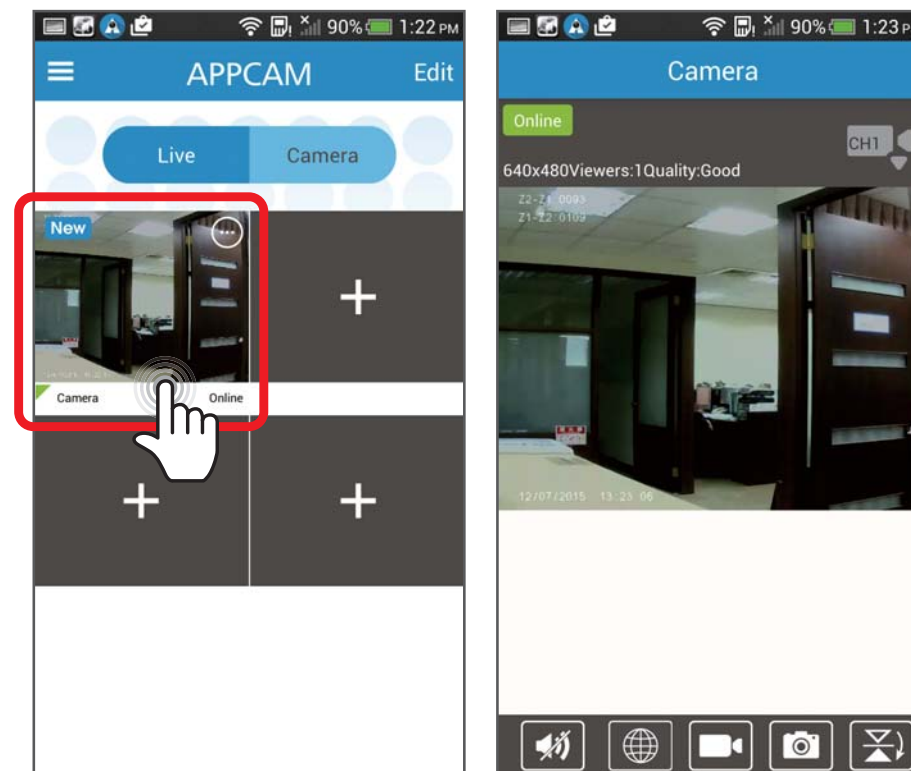 90% 1:22 PM
APPCAM Edit
Live Camera
New
Camera Online
90% 1:23 P
Camera
Online
CH1
640x480Viewers:1Quality:Good
Z2-Z1:0093
Z1-Z2:0109
12/07/2015 13:23 06